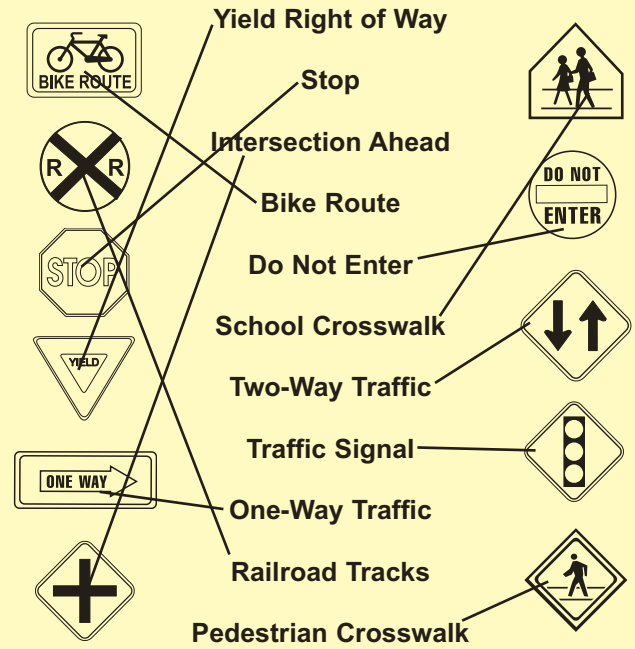 BIKE ROUTE
R R
STOP
YIELD
ONE WAY
Yield Right of Way
Stop
Intersection Ahead
Bike Route
Do Not Enter
School Crosswalk
Two-Way Traffic
Traffic Signal
One-Way Traffic
Railroad Tracks
Pedestrian Crosswalk
DO NOT
ENTER